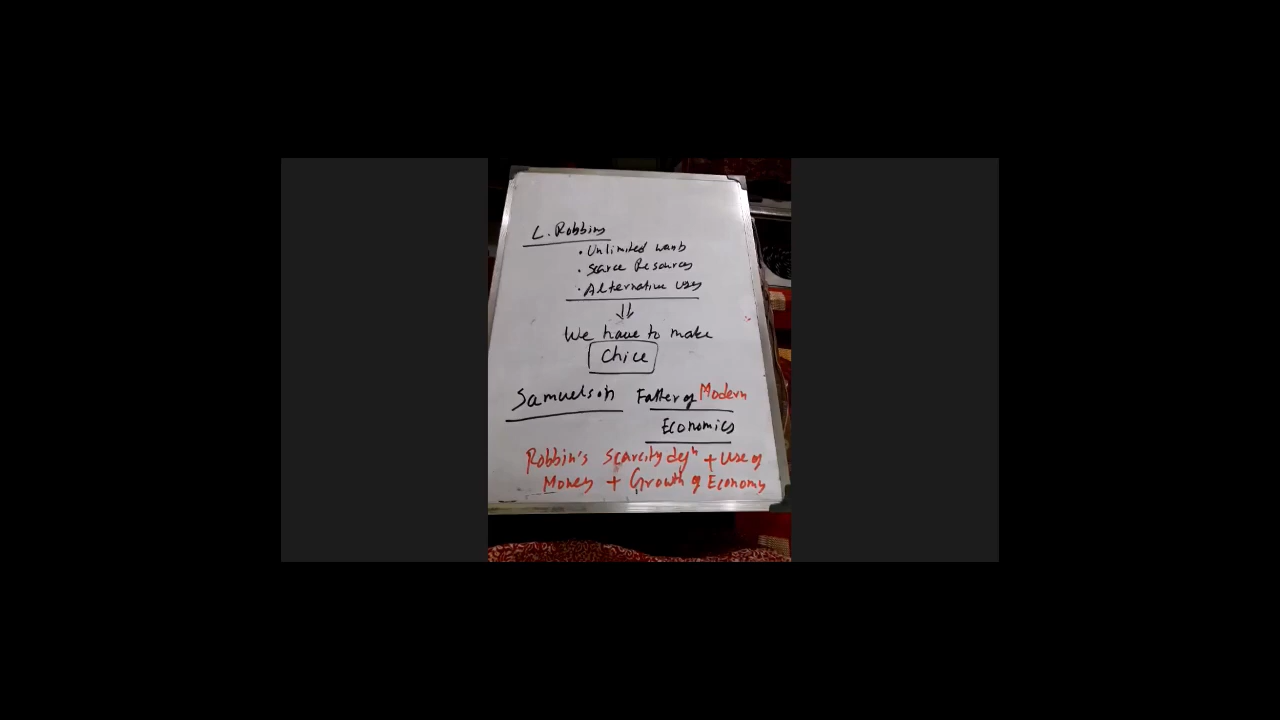 L. Robbins
• Unlimited wants
• Scarce Resources
• Alternative uses
⇓
We have to make
Chice
Samuelson Father of Modern
Economics
Robbin's Scarcity defⁿ + Use of
Money + Growth of Economy